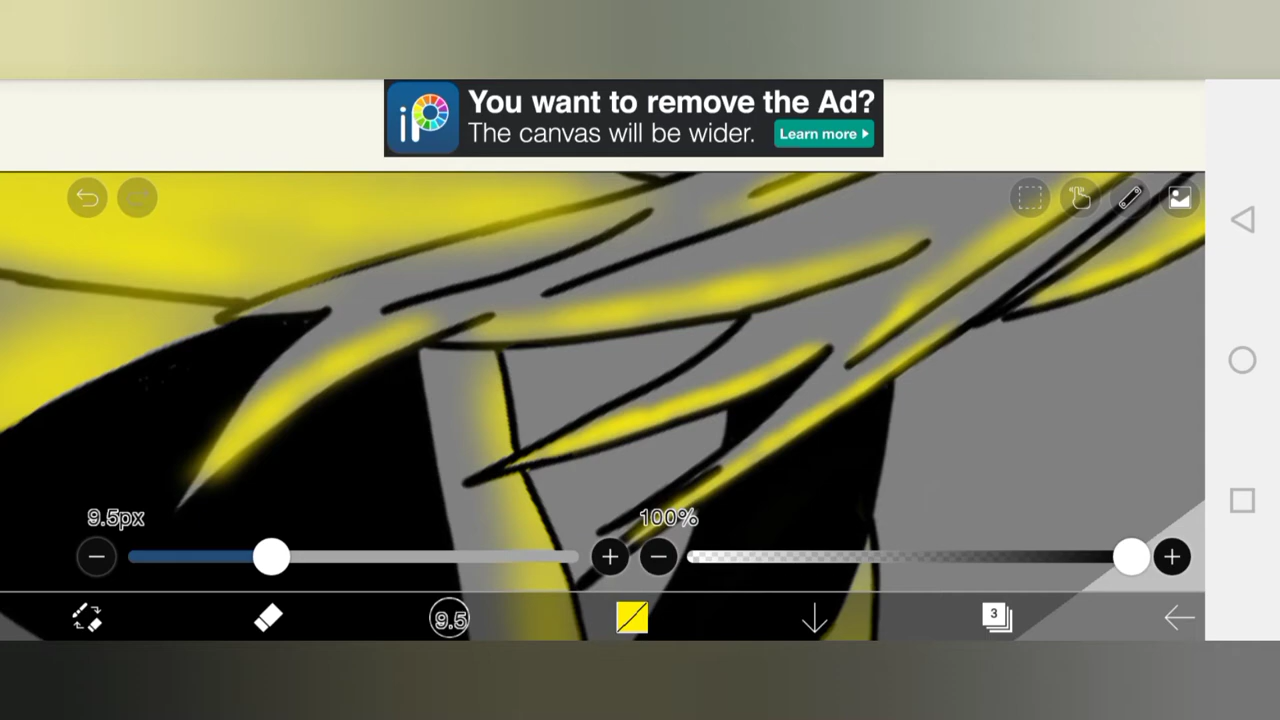 iP
You want to remove the Ad?
The canvas will be wider.
Learn more
9.5px
100%
9.5
3